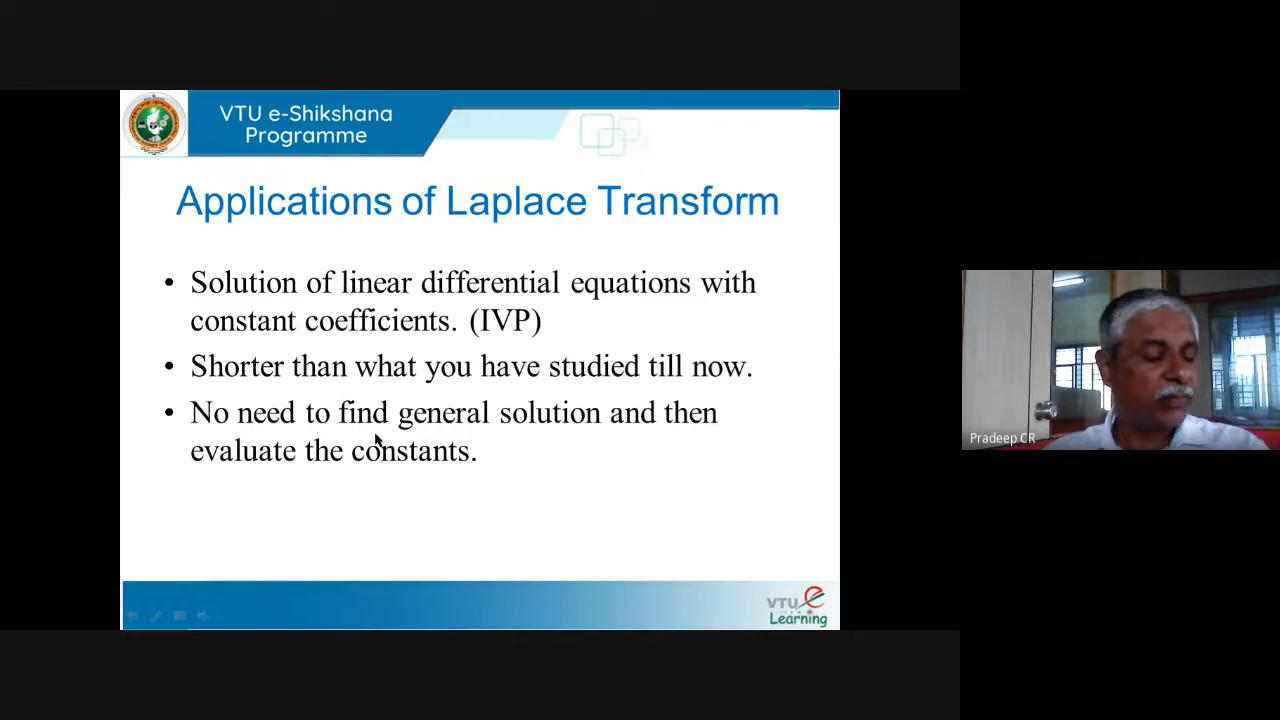 VTU e-Shikshana
Programme
Applications of Laplace Transform
• Solution of linear differential equations with
constant coefficients. (IVP)
• Shorter than what you have studied till now.
• No need to find general solution and then
evaluate the constants.
VTU e
Learning
Pradeep CR